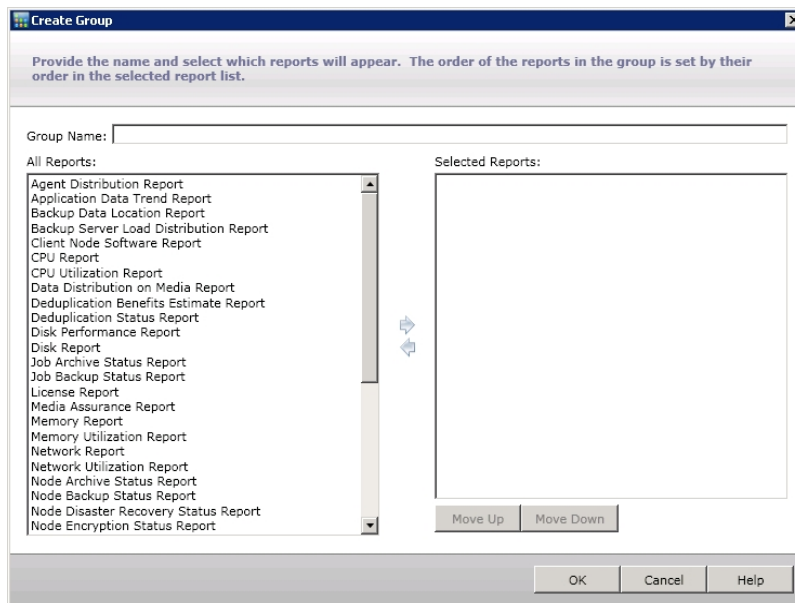 Create Group
Provide the name and select which reports will appear. The order of the reports in the group is set by their
order in the selected report list.
Group Name:
All Reports:
Selected Reports:
Agent Distribution Report
Application Data Trend Report
Backup Data Location Report
Backup Server Load Distribution Report
Client Node Software Report
CPU Report
CPU Utilization Report
Data Distribution on Media Report
Deduplication Benefits Estimate Report
Deduplication Status Report
Disk Performance Report
Disk Report
Job Archive Status Report
Job Backup Status Report
License Report
Media Assurance Report
Memory Report
Memory Utilization Report
Network Report
Network Utilization Report
Node Archive Status Report
Node Backup Status Report
Node Disaster Recovery Status Report
Node Encryption Status Report
Move Up
Move Down
OK
Cancel
Help